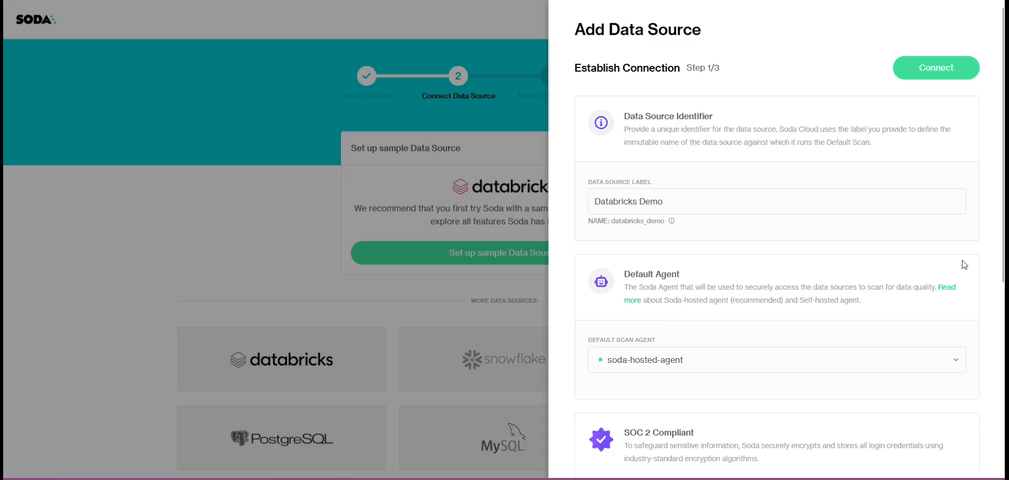 SODA
2
Create Account
Connect Data Source
Set up sample Data Source
databrick
We recommend that you first try Soda with a sam
explore all features Soda has
Set up sample data Sou
MORE DATA SOURCES
databricks
snowflake
PostgreSQL
MySQL
Add Data Source
Establish Connection Step 1/3
Connect
Data Source Identifier
Provide a unique identifier for the data source. Soda Cloud uses the label you provide to define the
immutable name of the data source against which it runs the Default Scan.
DATA SOURCE LABEL
Databricks Demo
NAME: databricks_demo
Default Agent
The Soda Agent that will be used to securely access the data sources to scan for data quality. Read
more about Soda-hosted agent (recommended) and Self-hosted agent.
DEFAULT SCAN AGENT
soda-hosted-agent
SOC 2 Compliant
To safeguard sensitive information, Soda securely encrypts and stores all login credentials using
industry-standard encryption algorithms.